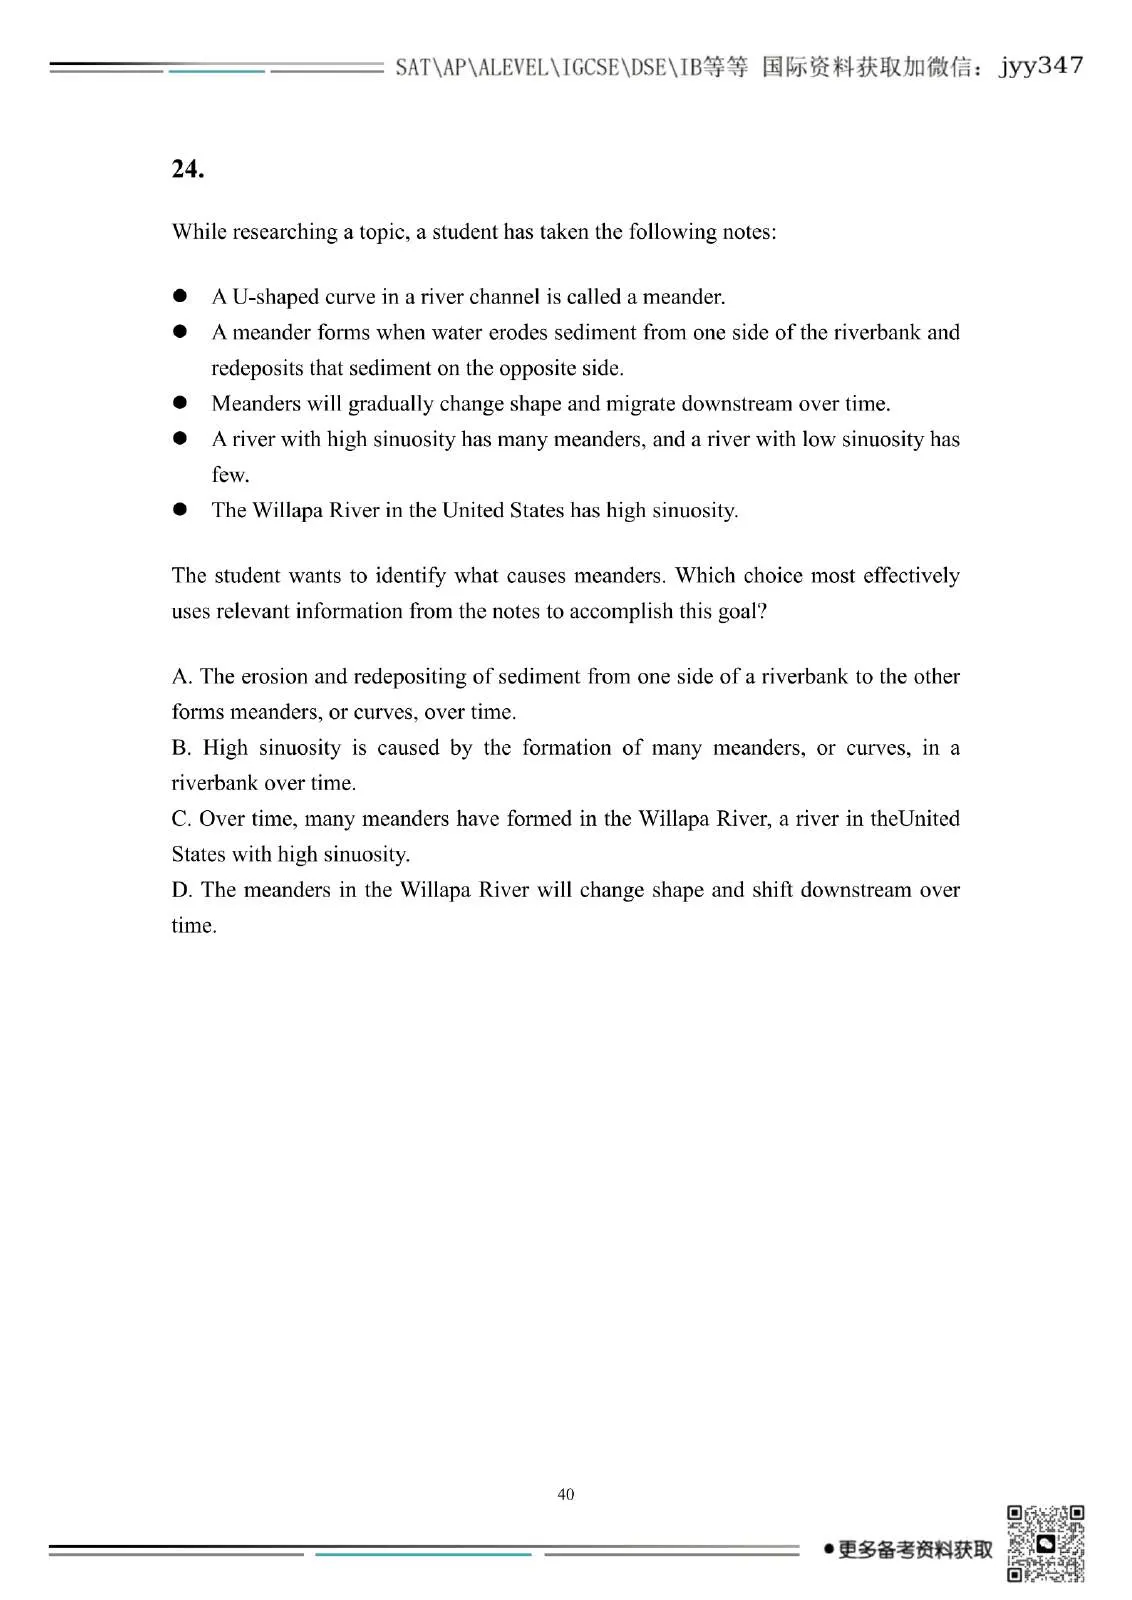 SAT\AP\ALEVEL\IGCSE\DSE\IB等等 国际资料获取加微信：jyy347
24.
While researching a topic, a student has taken the following notes:
● A U-shaped curve in a river channel is called a meander.
● A meander forms when water erodes sediment from one side of the riverbank and
redeposits that sediment on the opposite side.
● Meanders will gradually change shape and migrate downstream over time.
● A river with high sinuosity has many meanders, and a river with low sinuosity has
few.
● The Willapa River in the United States has high sinuosity.
The student wants to identify what causes meanders. Which choice most effectively
uses relevant information from the notes to accomplish this goal?
A. The erosion and redepositing of sediment from one side of a riverbank to the other
forms meanders, or curves, over time.
B. High sinuosity is caused by the formation of many meanders, or curves, in a
riverbank over time.
C. Over time, many meanders have formed in the Willapa River, a river in theUnited
States with high sinuosity.
D. The meanders in the Willapa River will change shape and shift downstream over
time.
40
●更多备考资料获取